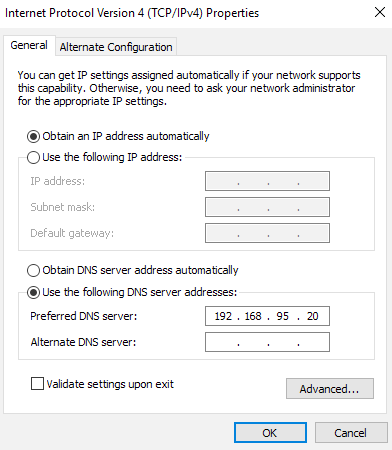 Internet Protocol Version 4 (TCP/IPv4) Properties
General
Alternate Configuration
You can get IP settings assigned automatically if your network supports
this capability. Otherwise, you need to ask your network administrator
for the appropriate IP settings.
Obtain an IP address automatically
Use the following IP address:
IP address: . . .
Subnet mask: . . .
Default gateway: . . .
Obtain DNS server address automatically
Use the following DNS server addresses:
Preferred DNS server: 192 . 168 . 95 . 20
Alternate DNS server: . . .
Validate settings upon exit
Advanced...
OK Cancel